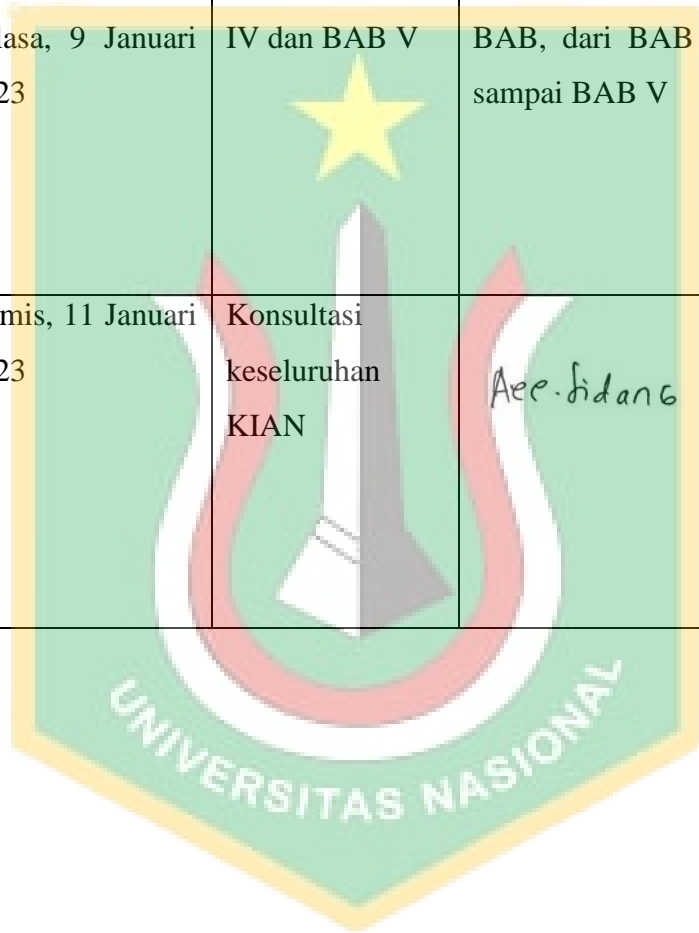 lasa, 9 Januari
23
IV dan BAB V
BAB, dari BAB
sampai BAB V
mis, 11 Januari
23
Konsultasi
keseluruhan
KIAN
Acc. Sidang
UNIVERSITAS NASIONAL